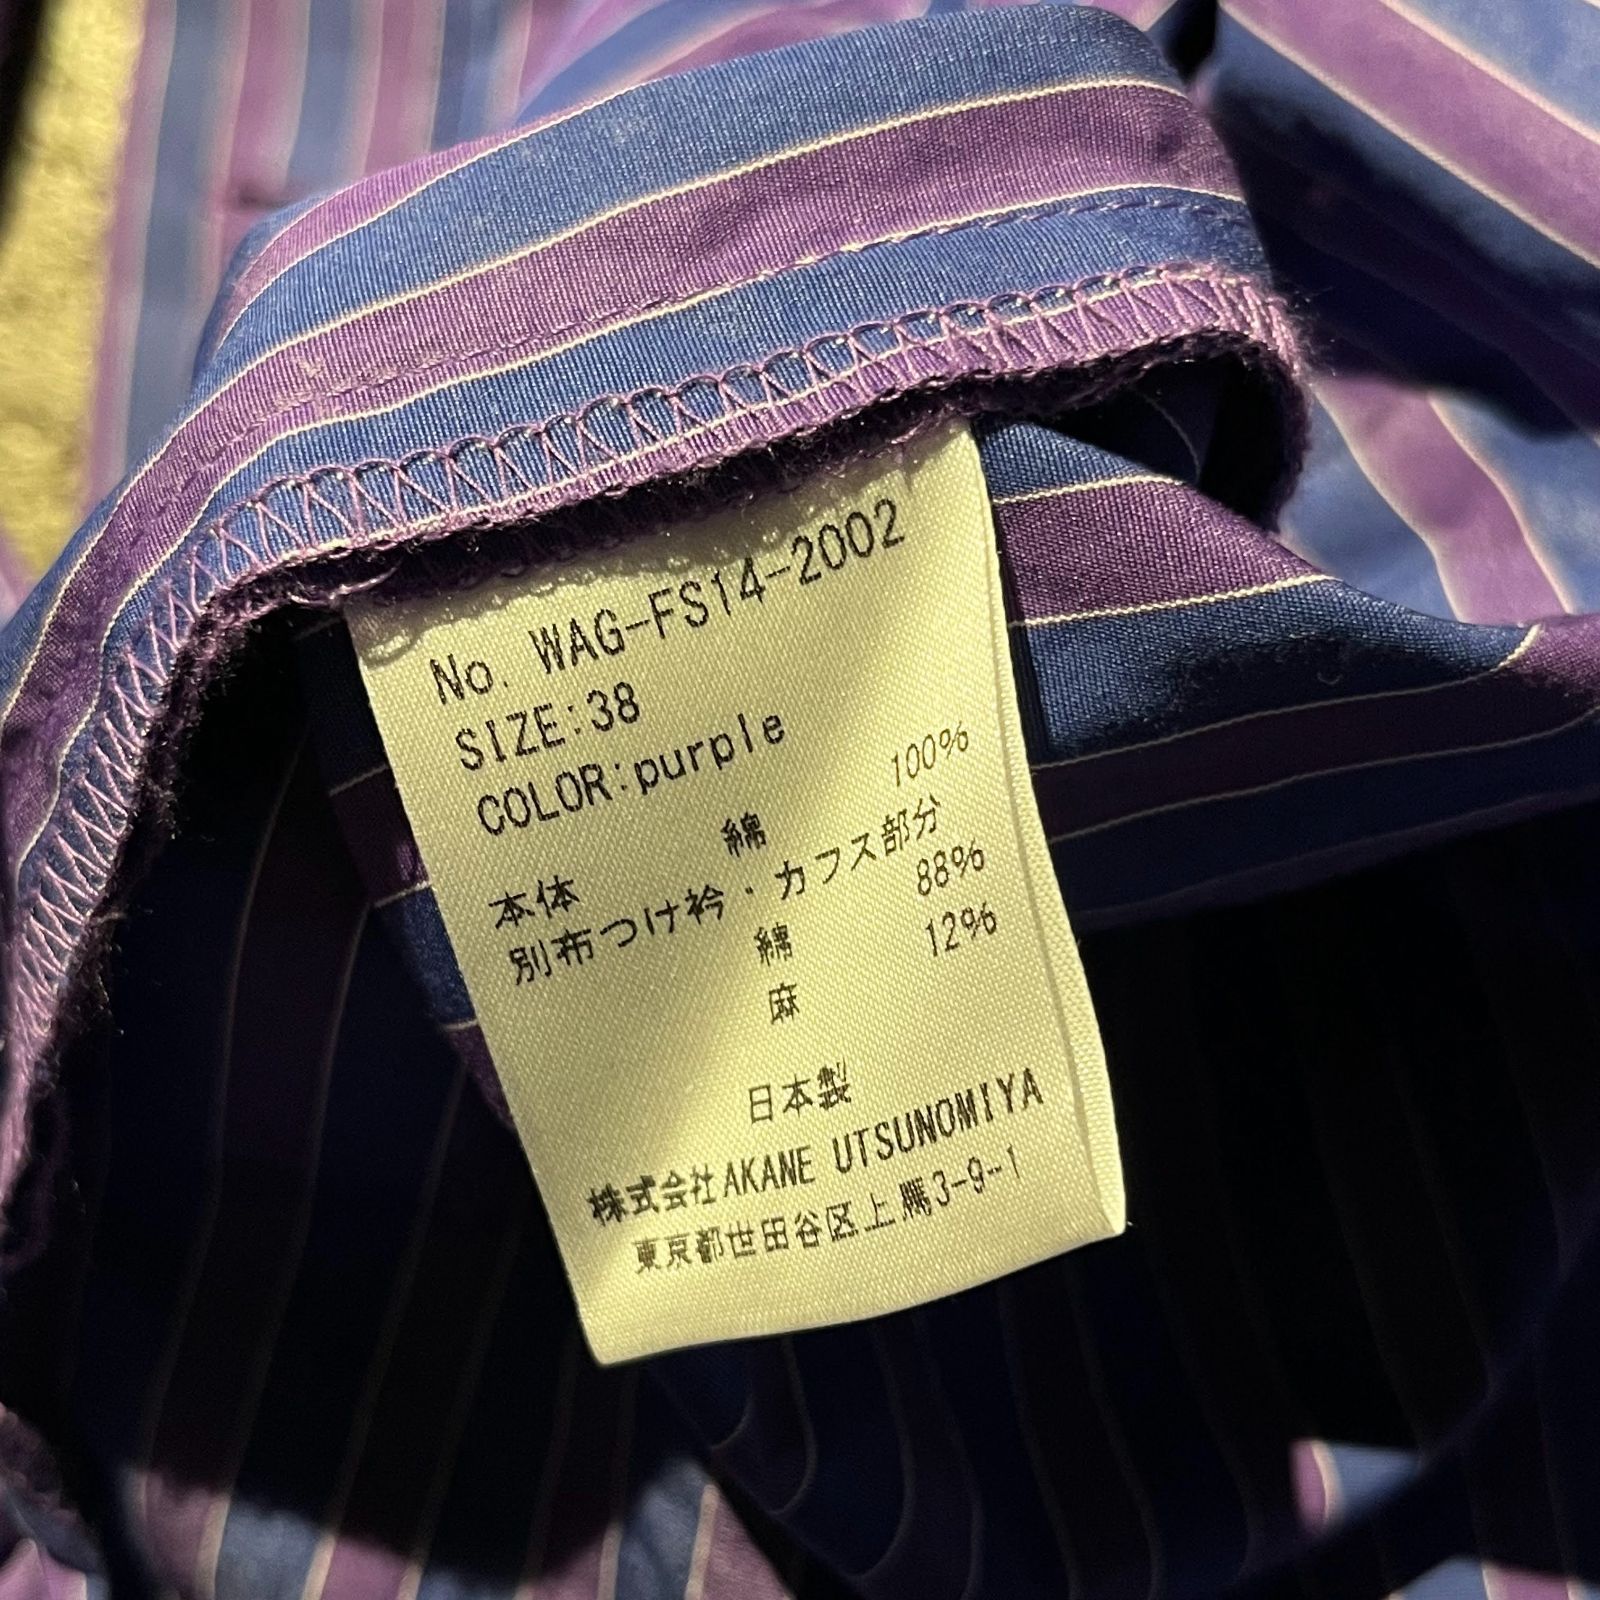 No. WAG-FS14-2002
SIZE:38
COLOR:purple
本体 綿 100%
別布つけ衿・カフス部分
綿 88%
麻 12%
日本製
株式会社AKANE UTSUNOMIYA
東京都世田谷区上馬3-9-1